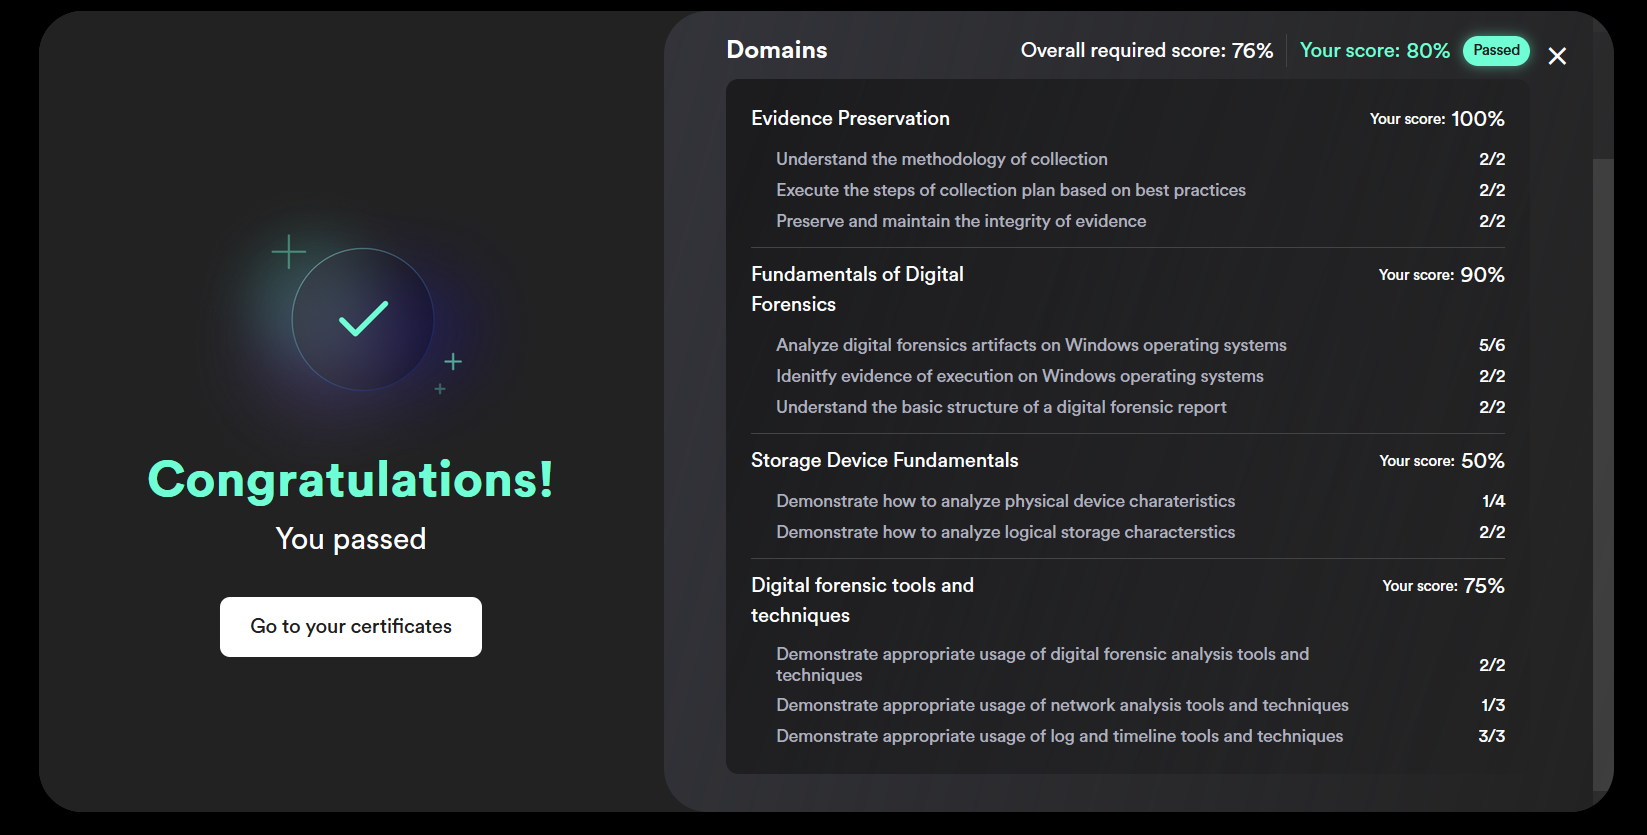 Congratulations!
You passed
Go to your certificates
Domains
Overall required score: 76%
Your score: 80%
Passed
Evidence Preservation
Your score: 100%
Understand the methodology of collection
2/2
Execute the steps of collection plan based on best practices
2/2
Preserve and maintain the integrity of evidence
2/2
Fundamentals of Digital
Forensics
Your score: 90%
Analyze digital forensics artifacts on Windows operating systems
5/6
Idenitfy evidence of execution on Windows operating systems
2/2
Understand the basic structure of a digital forensic report
2/2
Storage Device Fundamentals
Your score: 50%
Demonstrate how to analyze physical device charateristics
1/4
Demonstrate how to analyze logical storage characterstics
2/2
Digital forensic tools and
techniques
Your score: 75%
Demonstrate appropriate usage of digital forensic analysis tools and
techniques
2/2
Demonstrate appropriate usage of network analysis tools and techniques
1/3
Demonstrate appropriate usage of log and timeline tools and techniques
3/3